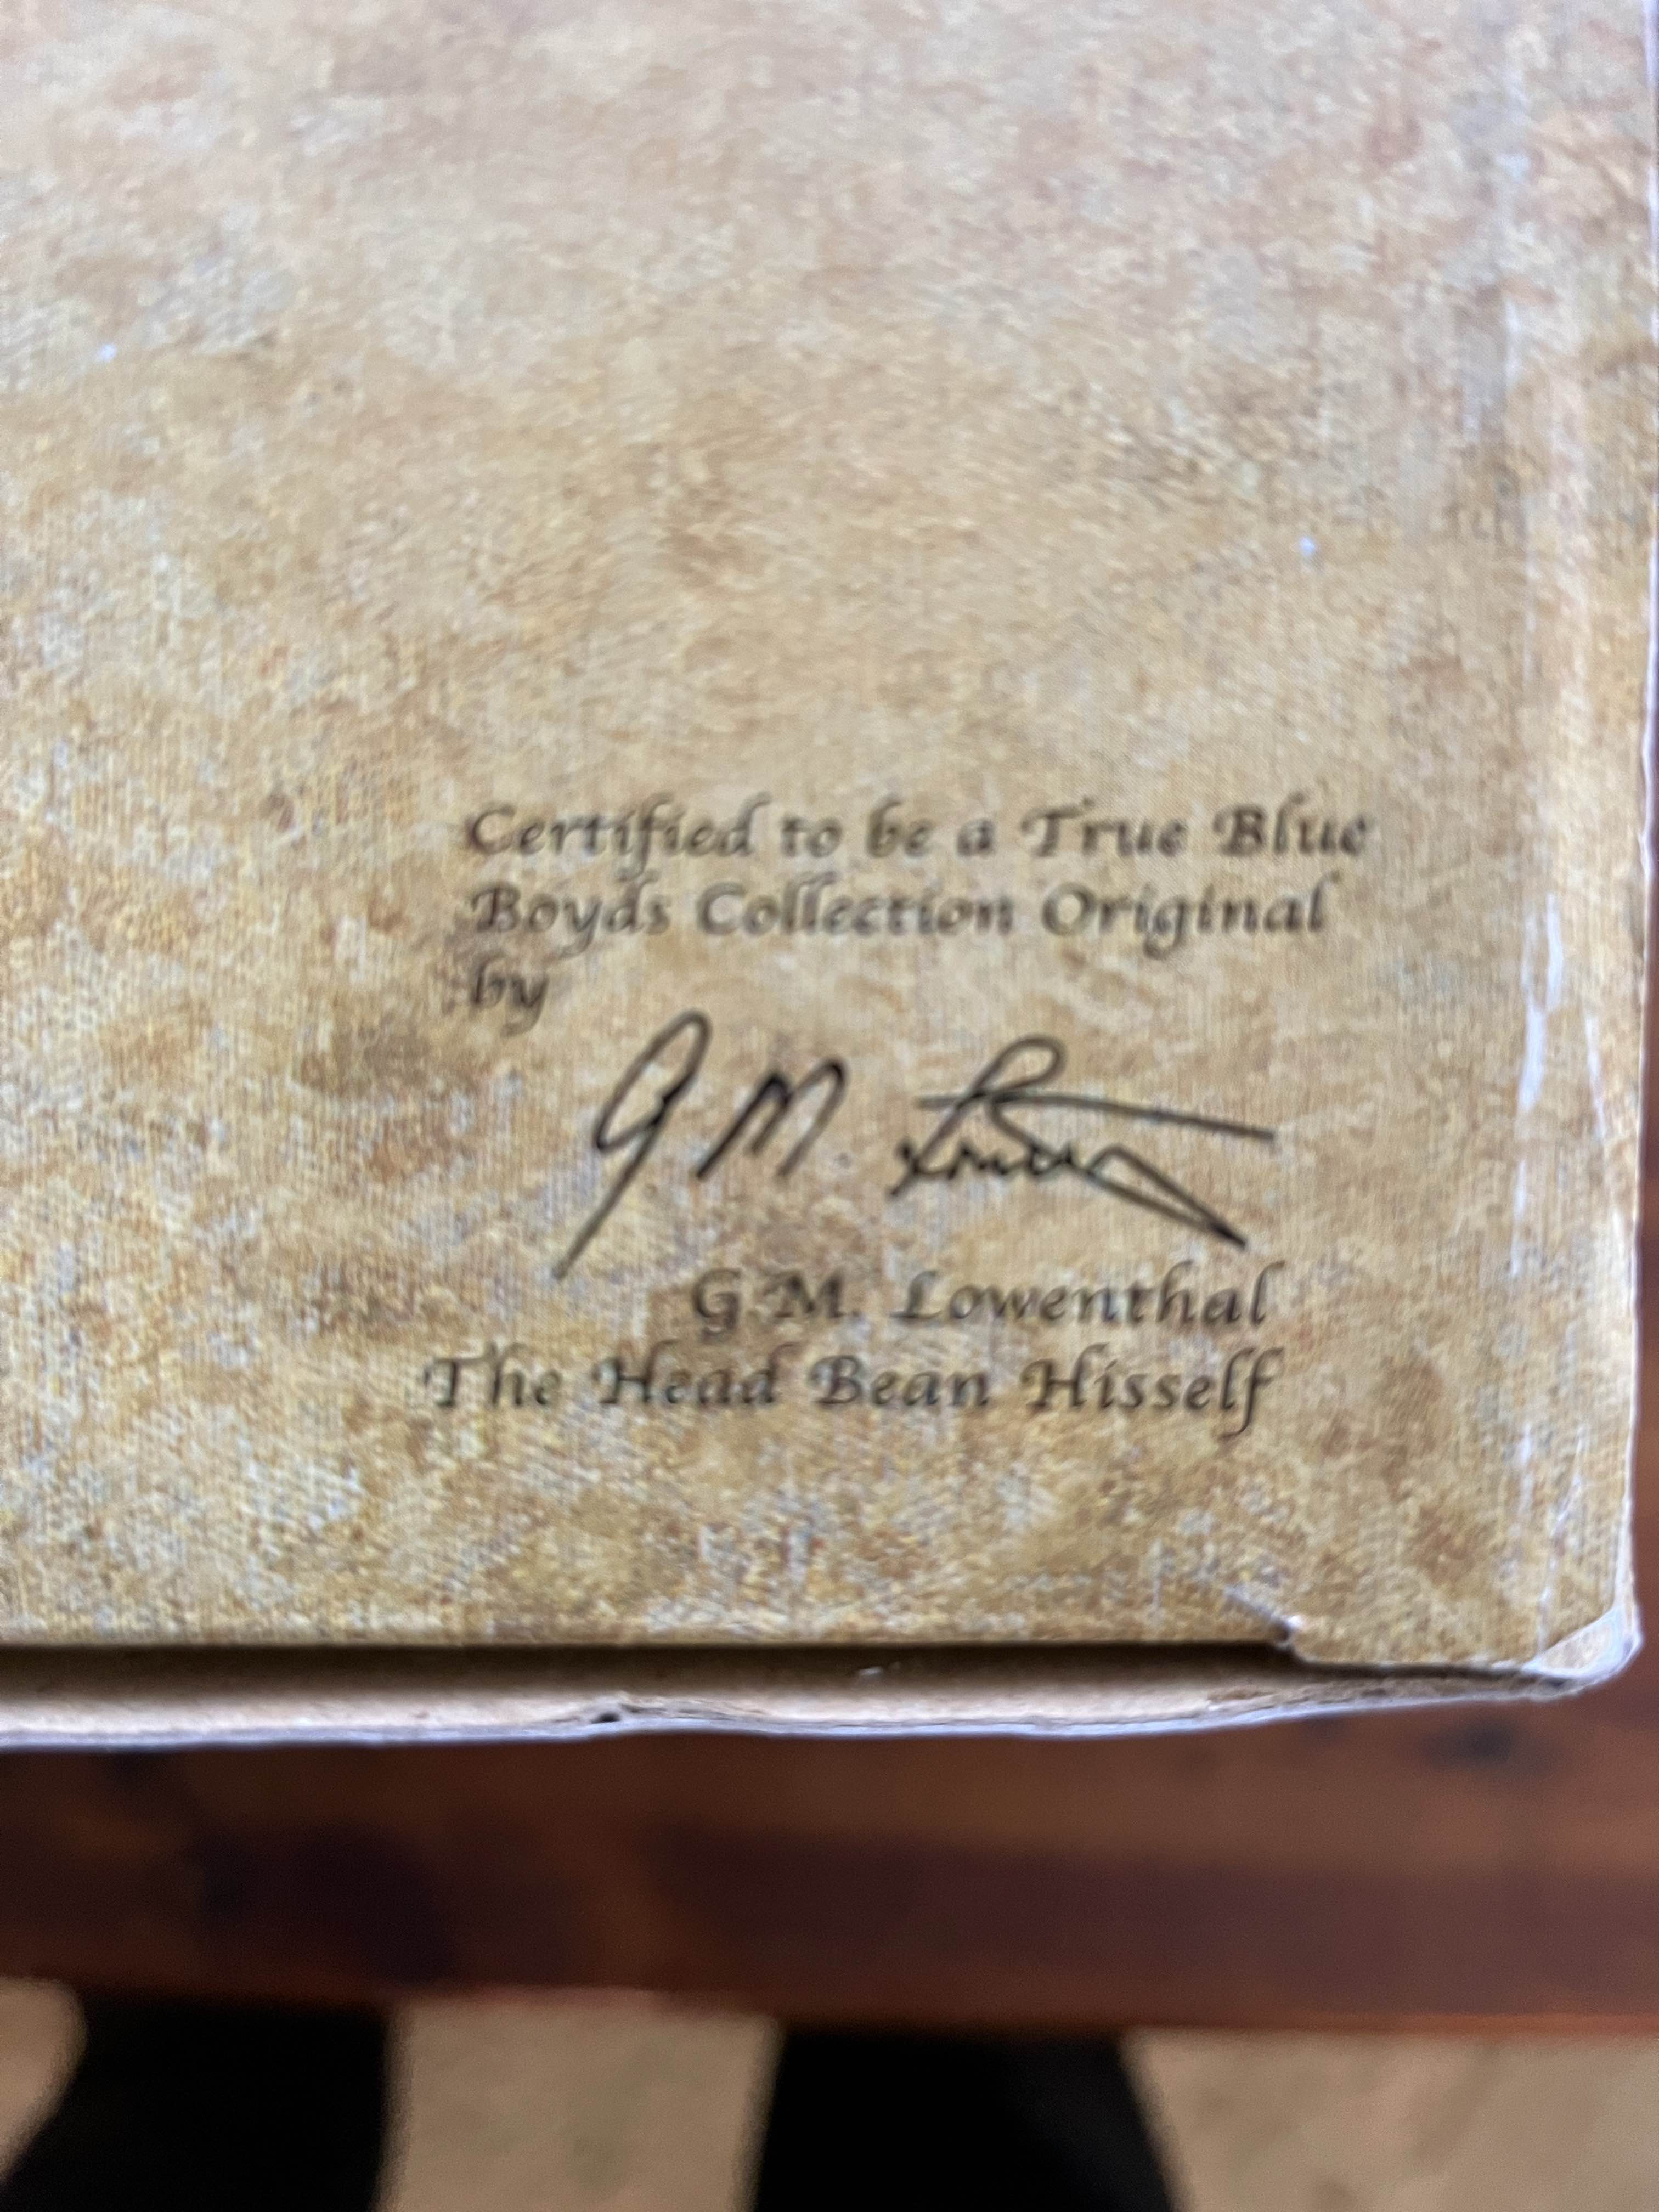 Certified to be a True Blue
Boyds Collection Original
by
G.M. Lowenthal
The Head Bean Hisself